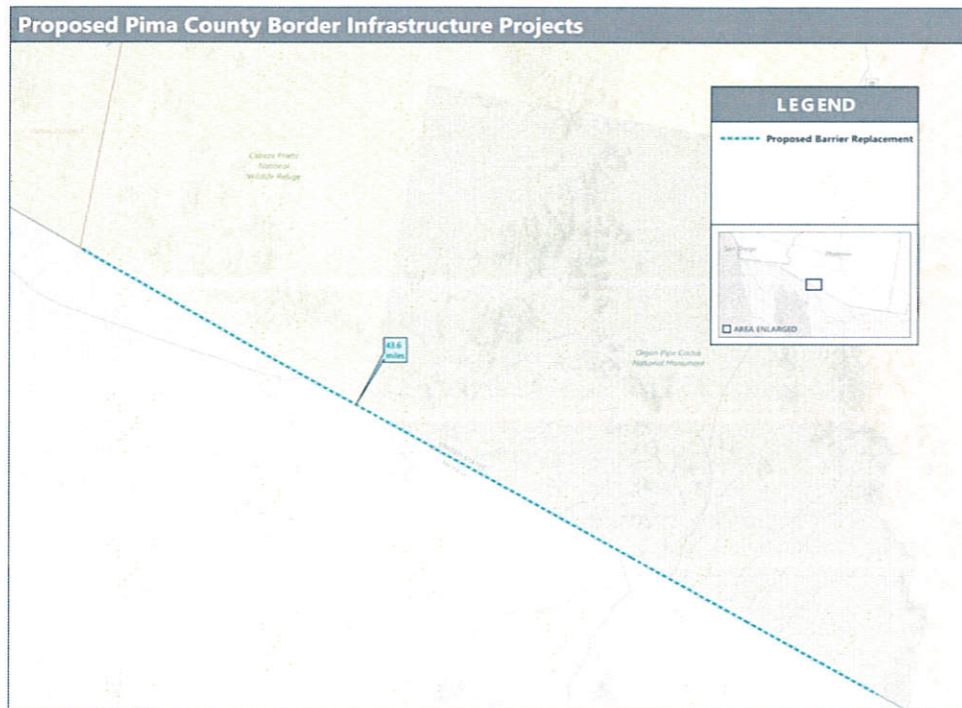 Proposed Pima County Border Infrastructure Projects
Cabeza Prieta
National
Wildlife Refuge
43.6
miles
Organ Pipe Cactus
National Monument
LEGEND
Proposed Barrier Replacement
San Diego
Phoenix
AREA ENLARGED